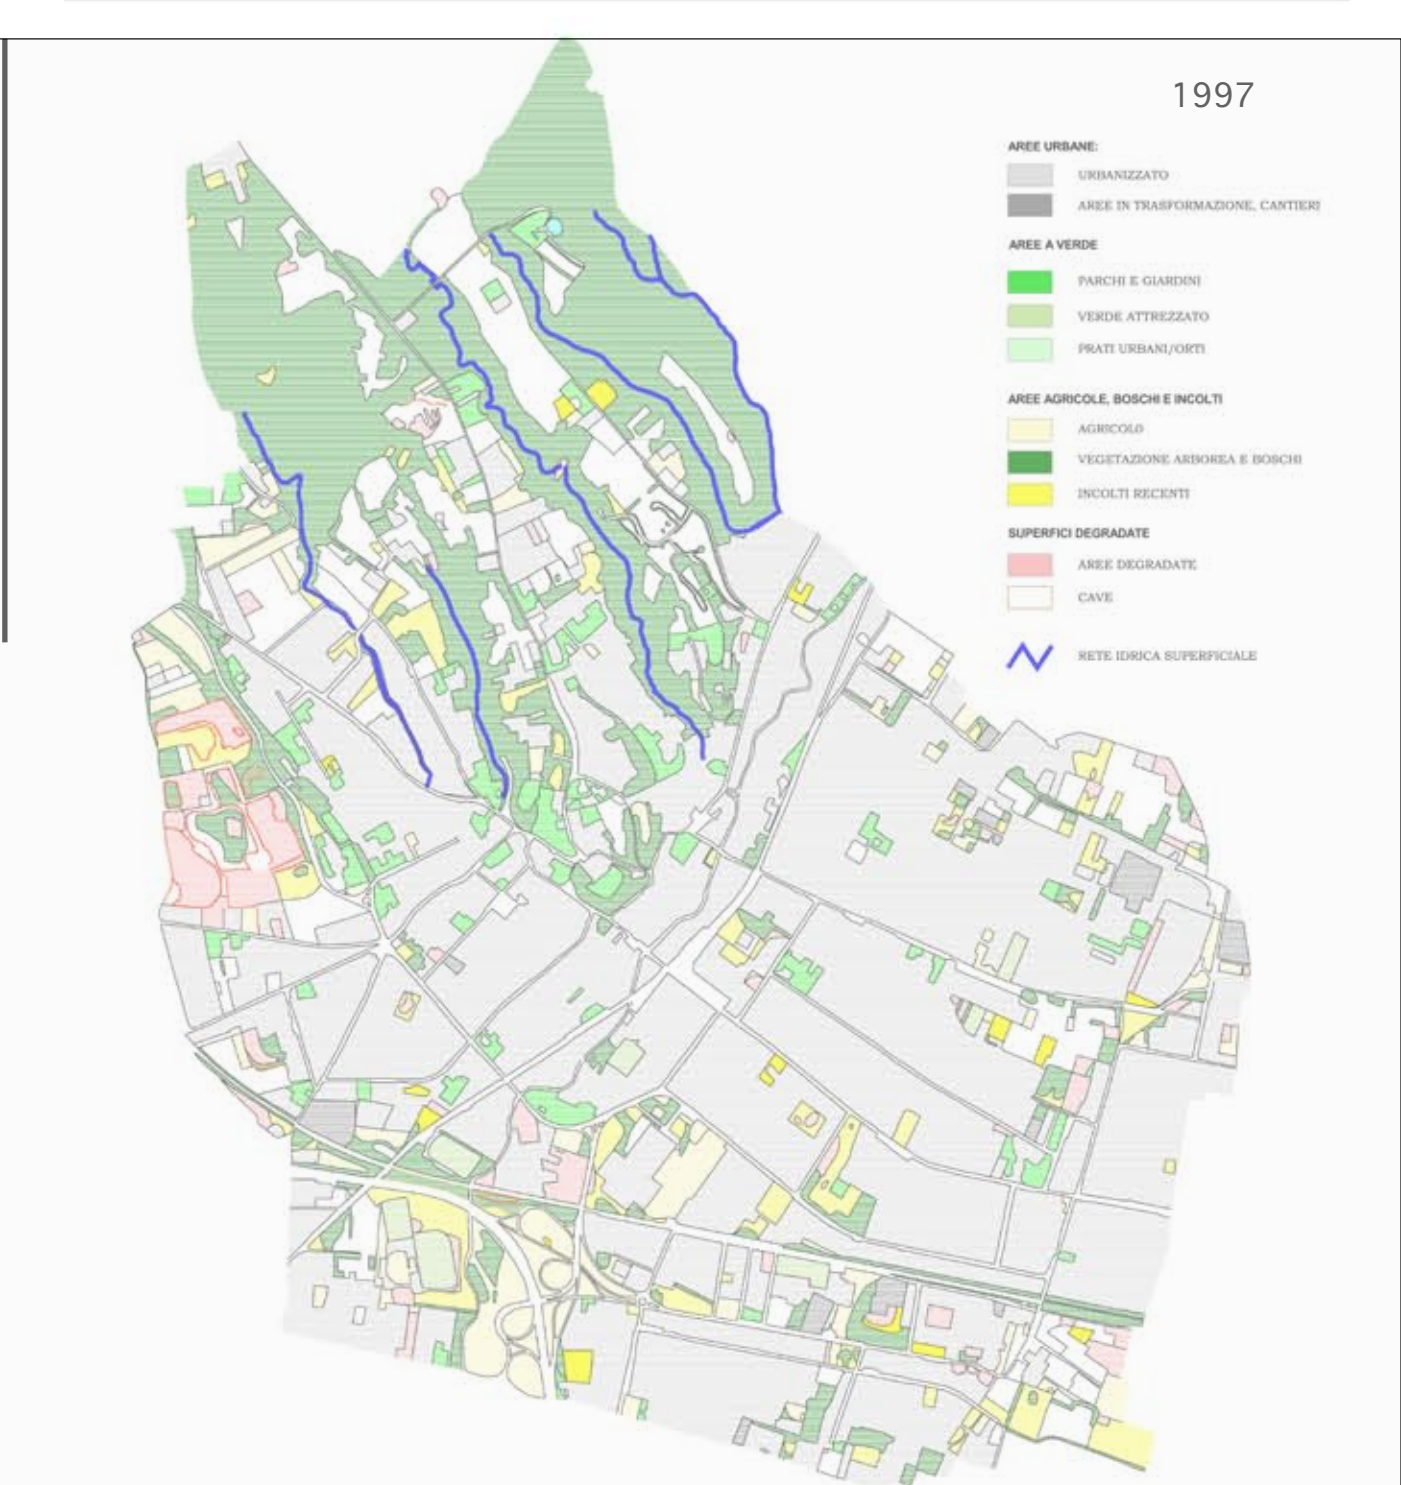 1997
AREE URBANE:
URBANIZZATO
AREE IN TRASFORMAZIONE, CANTIERI
AREE A VERDE
PARCHI E GIARDINI
VERDE ATTREZZATO
PRATI URBANI/ORTI
AREE AGRICOLE, BOSCHI E INCOLTI
AGRICOLO
VEGETAZIONE ARBOREA E BOSCHI
INCOLTI RECENTI
SUPERFICI DEGRADATE
AREE DEGRADATE
CAVE
RETE IDRICA SUPERFICIALE